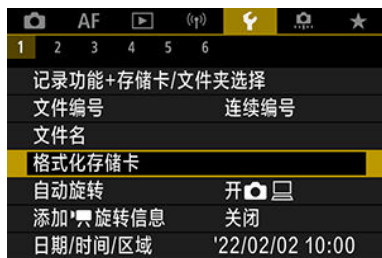 AF
1 2 3 4 5 6
记录功能+存储卡/文件夹选择
文件编号 连续编号
文件名
格式化存储卡
自动旋转 开
添加旋转信息 关闭
日期/时间/区域 '22/02/02 10:00